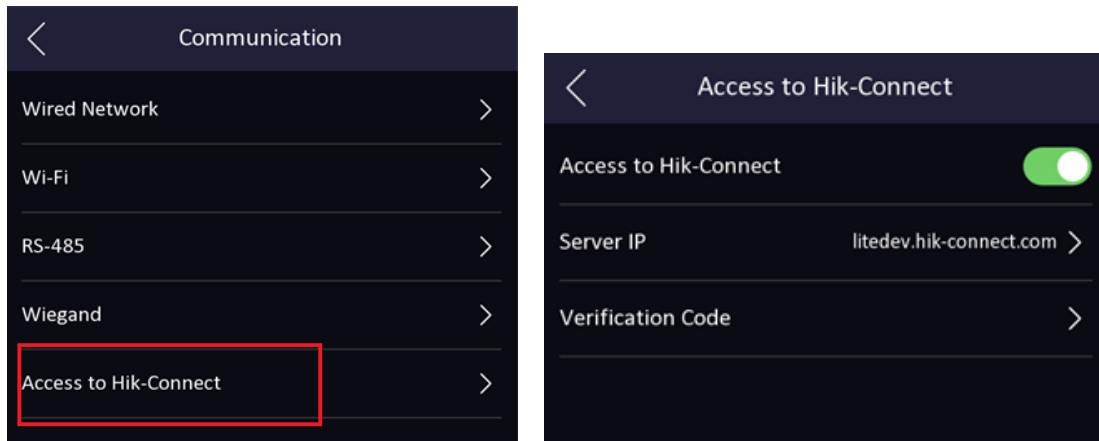 Communication
Wired Network
Wi-Fi
RS-485
Wiegand
Access to Hik-Connect
Access to Hik-Connect
Access to Hik-Connect
Server IP litedev.hik-connect.com
Verification Code